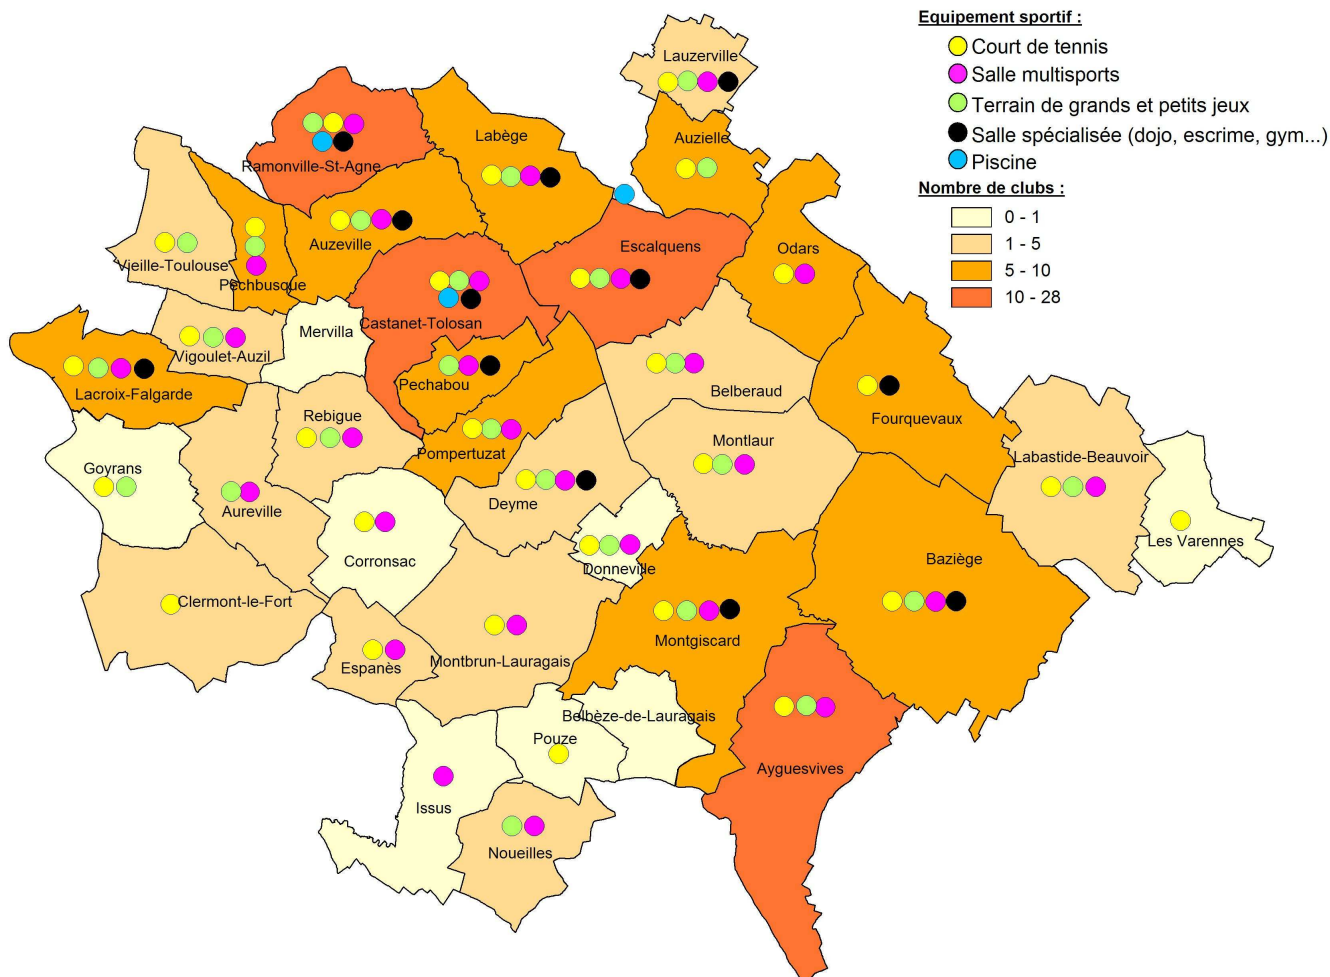 Equipement sportif :
Court de tennis
Salle multisports
Terrain de grands et petits jeux
Salle spécialisée (dojo, escrime, gym...)
Piscine
Nombre de clubs :
0 - 1
1 - 5
5 - 10
10 - 28
Lauzerville
Labège
Auzielle
Ramonville-St-Agne
Auzeville
Escalquens
Odars
Vieille-Toulouse
Pechbusque
Castanet-Tolosan
Mervilla
Vigoulet-Auzil
Pechabou
Belberaud
Lacroix-Falgarde
Rebigue
Fourquevaux
Pompertuzat
Montlaur
Labastide-Beauvoir
Goyrans
Deyme
Aureville
Les Varennes
Corronsac
Donneville
Baziège
Clermont-le-Fort
Montgiscard
Espanès
Montbrun-Lauragais
Belbèze-de-Lauragais
Pouze
Ayguesvives
Issus
Noueilles